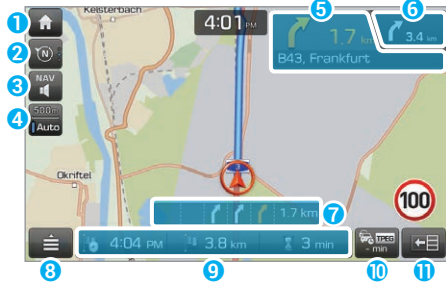 Kelsterbach
4:01 PM
5
6
1
1.7 km
3.4 km
2
N
B43, Frankfurt
3
NAV
4
500m
Auto
Okriftel
100
1.7 km
7
4:04 PM
3.8 km
3 min
TPEG
- min
8
9
10
11